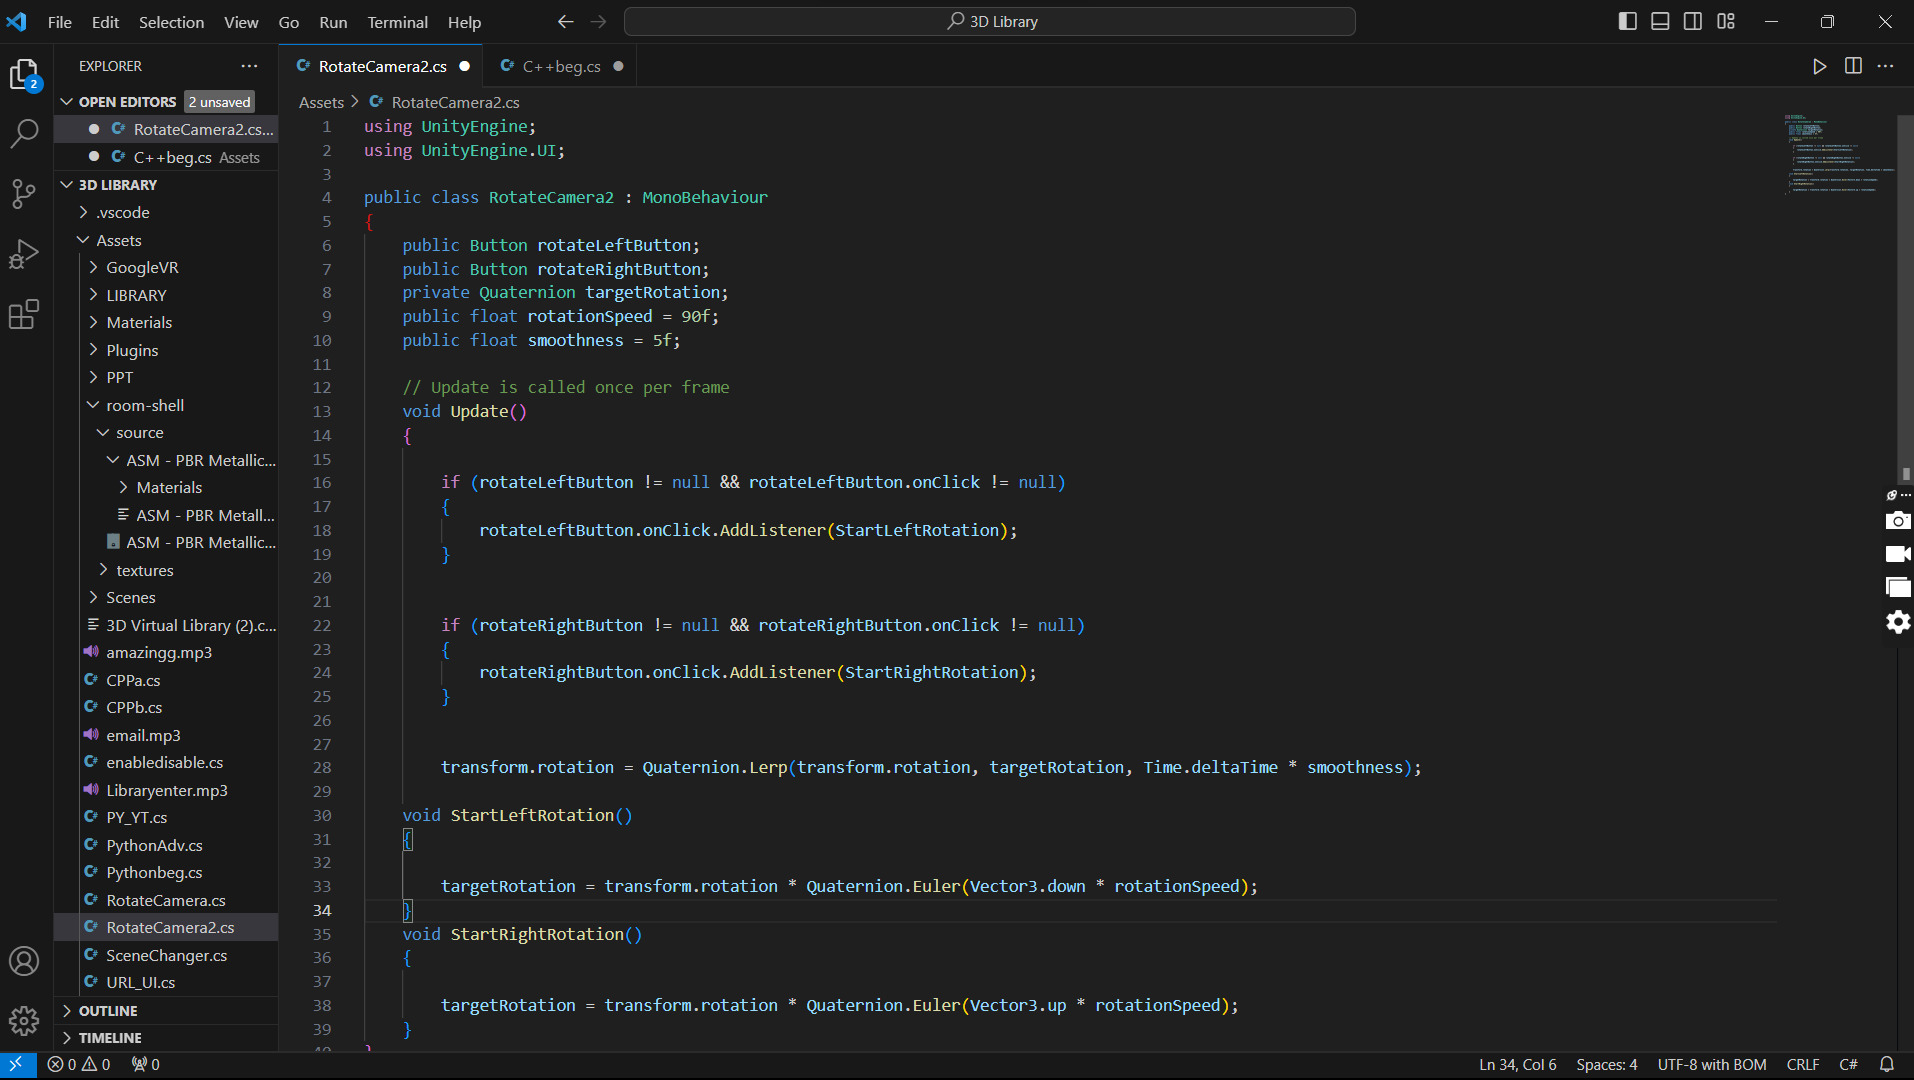 File Edit Selection View Go Run Terminal Help
3D Library
EXPLORER
OPEN EDITORS 2 unsaved
RotateCamera2.cs...
C++beg.cs Assets
3D LIBRARY
.vscode
Assets
GoogleVR
LIBRARY
Materials
Plugins
PPT
room-shell
source
ASM - PBR Metallic...
Materials
ASM - PBR Metall...
ASM - PBR Metallic...
textures
Scenes
3D Virtual Library (2).c...
amazingg.mp3
CPPa.cs
CPPb.cs
email.mp3
enabledisable.cs
Libraryenter.mp3
PY_YT.cs
PythonAdv.cs
Pythonbeg.cs
RotateCamera.cs
RotateCamera2.cs
SceneChanger.cs
URL_UI.cs
OUTLINE
TIMELINE
RotateCamera2.cs
C++beg.cs
Assets > RotateCamera2.cs
1 using UnityEngine;
2 using UnityEngine.UI;
3
4 public class RotateCamera2 : MonoBehaviour
5 {
6 public Button rotateLeftButton;
7 public Button rotateRightButton;
8 private Quaternion targetRotation;
9 public float rotationSpeed = 90f;
10 public float smoothness = 5f;
11
12 // Update is called once per frame
13 void Update()
14 {
15
16 if (rotateLeftButton != null && rotateLeftButton.onClick != null)
17 {
18 rotateLeftButton.onClick.AddListener(StartLeftRotation);
19 }
20
21
22 if (rotateRightButton != null && rotateRightButton.onClick != null)
23 {
24 rotateRightButton.onClick.AddListener(StartRightRotation);
25 }
26
27
28 transform.rotation = Quaternion.Lerp(transform.rotation, targetRotation, Time.deltaTime * smoothness);
29
30 void StartLeftRotation()
31 {
32
33 targetRotation = transform.rotation * Quaternion.Euler(Vector3.down * rotationSpeed);
34 }
35 void StartRightRotation()
36 {
37
38 targetRotation = transform.rotation * Quaternion.Euler(Vector3.up * rotationSpeed);
39 }
40 }
2
0 0 0
Ln 34, Col 6 Spaces: 4 UTF-8 with BOM CRLF C#